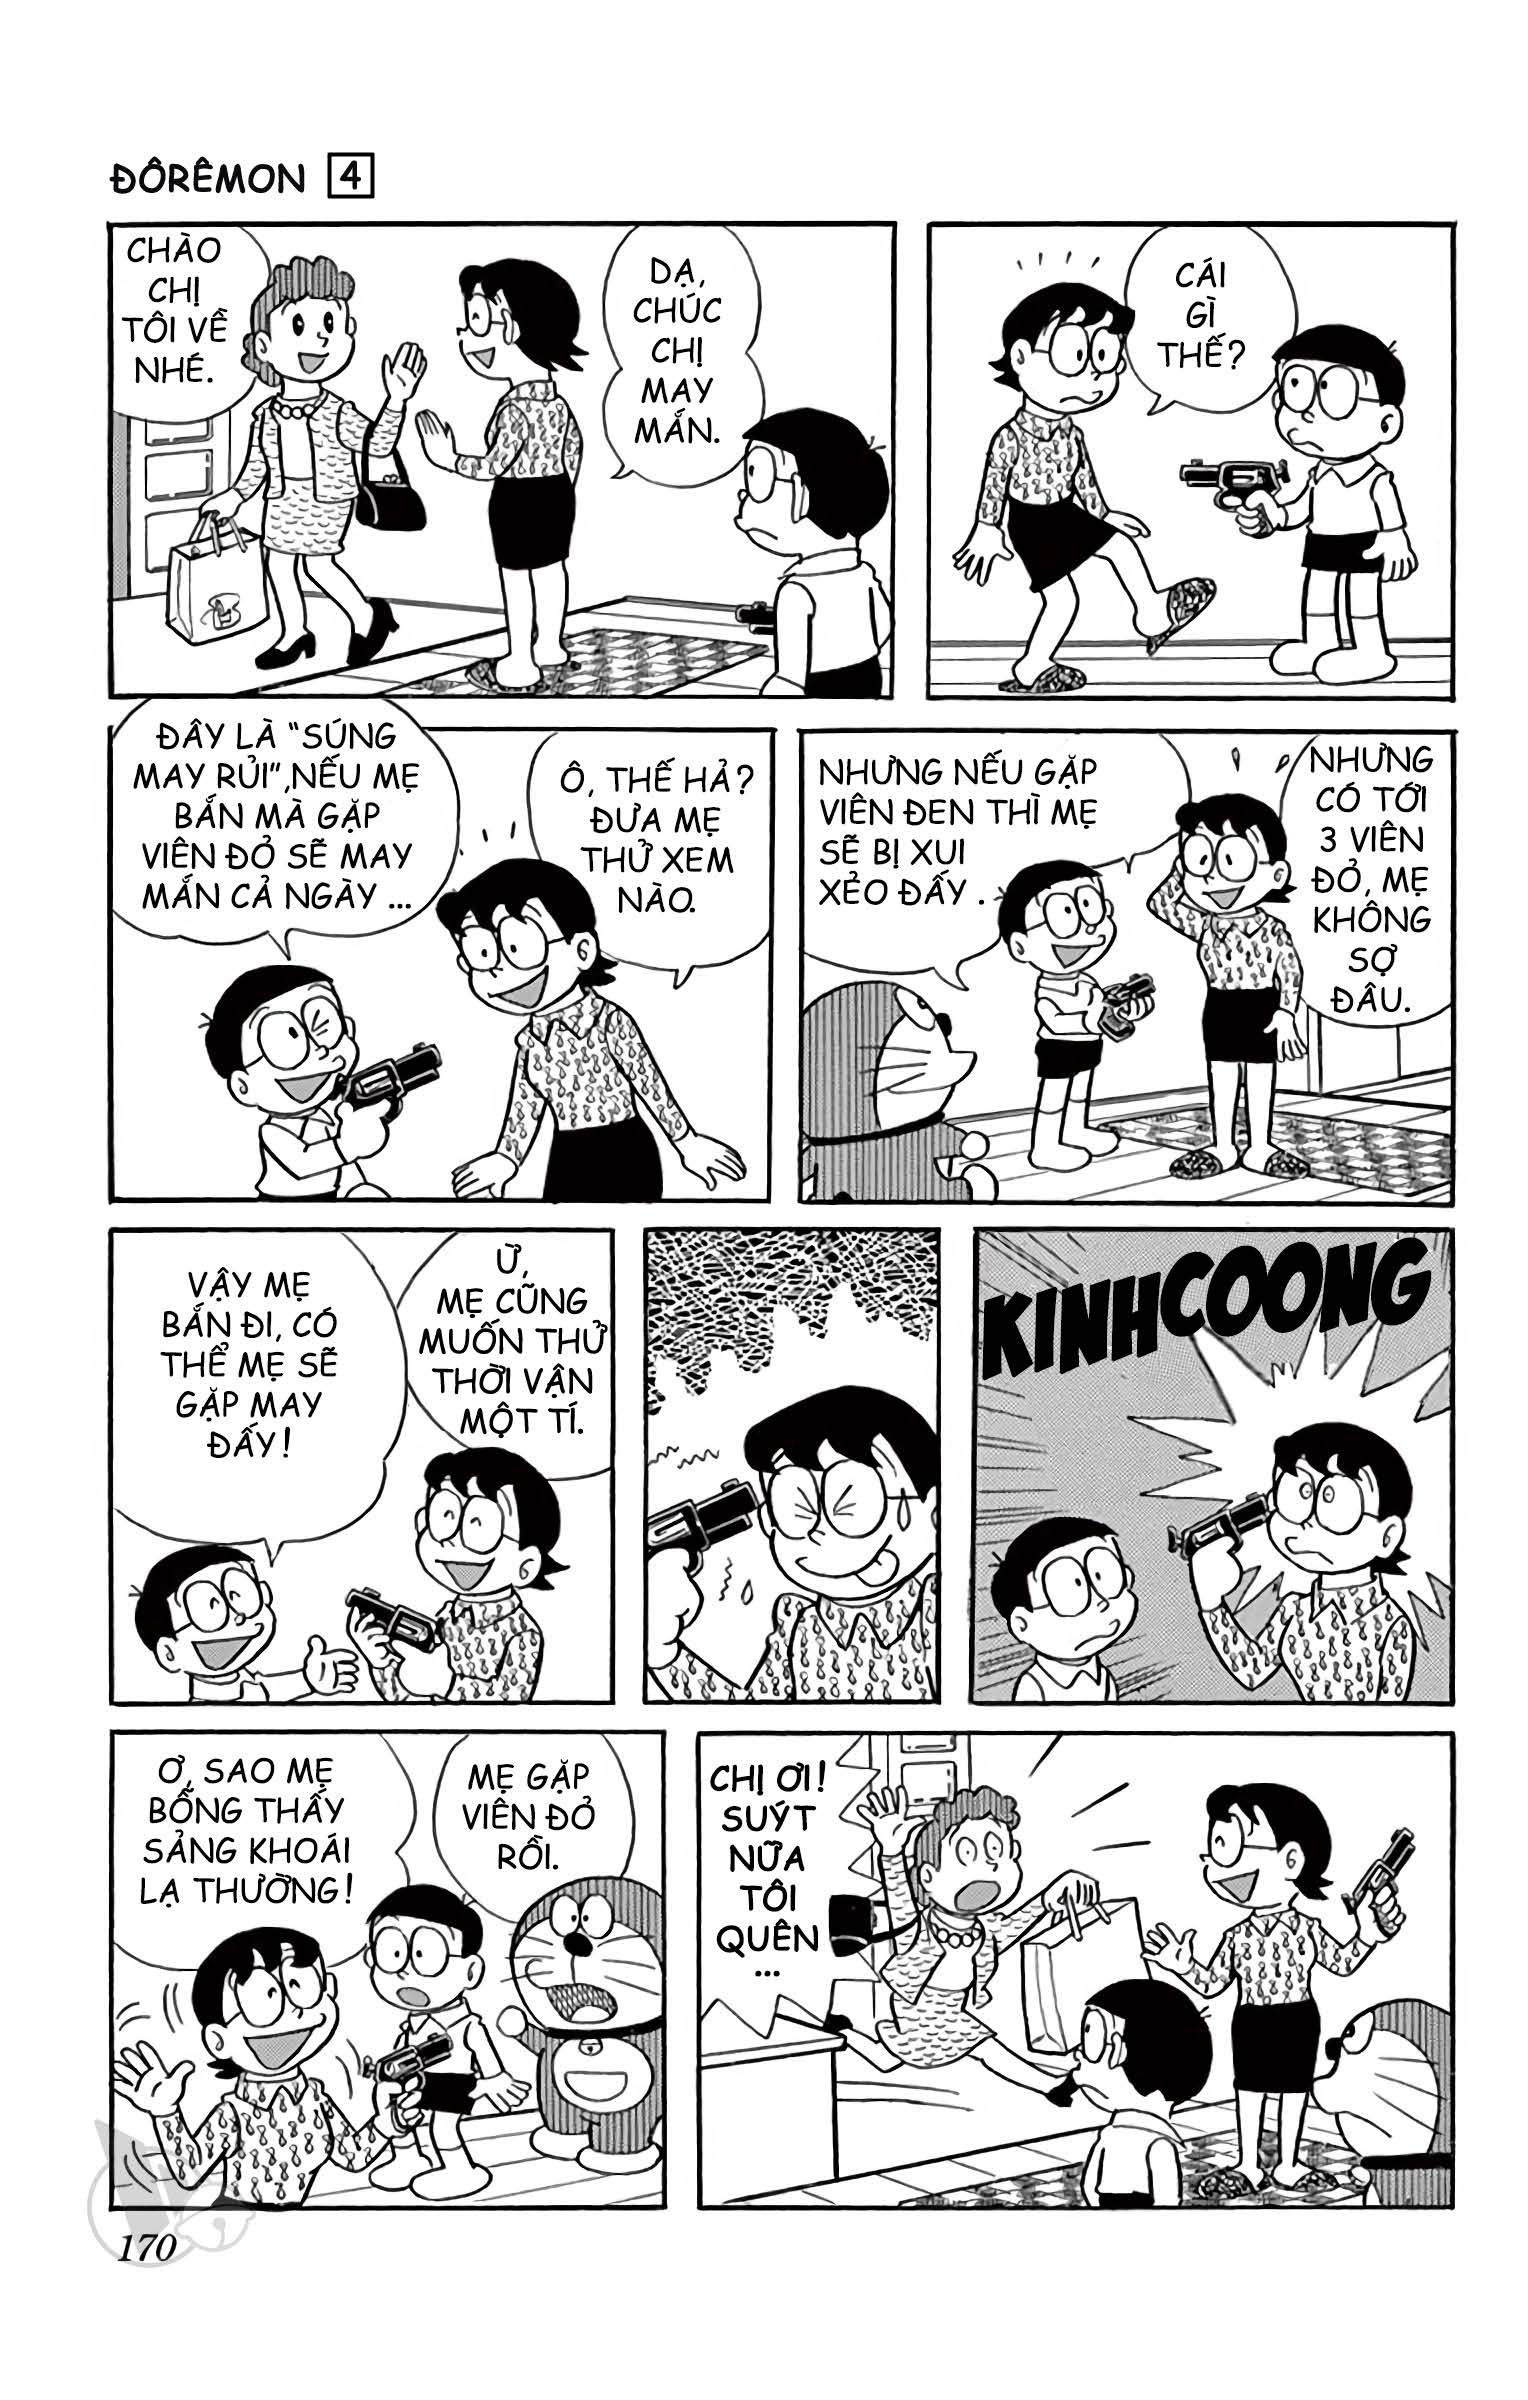 ĐÔRÊMON 4
CHÀO
CHỊ
TÔI VỀ
NHÉ.
DẠ,
CHÚC
CHỊ
MAY
MẮN.
CÁI
GÌ
THẾ?
ĐÂY LÀ “SÚNG
MAY RỦI”,NẾU MẸ
BẮN MÀ GẶP
VIÊN ĐỎ SẼ MAY
MẮN CẢ NGÀY ...
Ô, THẾ HẢ?
ĐƯA MẸ
THỬ XEM
NÀO.
NHƯNG NẾU GẶP
VIÊN ĐEN THÌ MẸ
SẼ BỊ XUI
XẺO ĐẤY .
NHƯNG
CÓ TỚI
3 VIÊN
ĐỎ, MẸ
KHÔNG
SỢ
ĐÂU.
VẬY MẸ
BẮN ĐI, CÓ
THỂ MẸ SẼ
GẶP MAY
ĐẤY!
Ừ,
MẸ CŨNG
MUỐN THỬ
THỜI VẬN
MỘT TÍ.
KINHCOONG
Ơ, SAO MẸ
BỖNG THẤY
SẢNG KHOÁI
LẠ THƯỜNG!
MẸ GẶP
VIÊN ĐỎ
RỒI.
CHỊ ƠI!
SUÝT
NỮA
TÔI
QUÊN
...
170